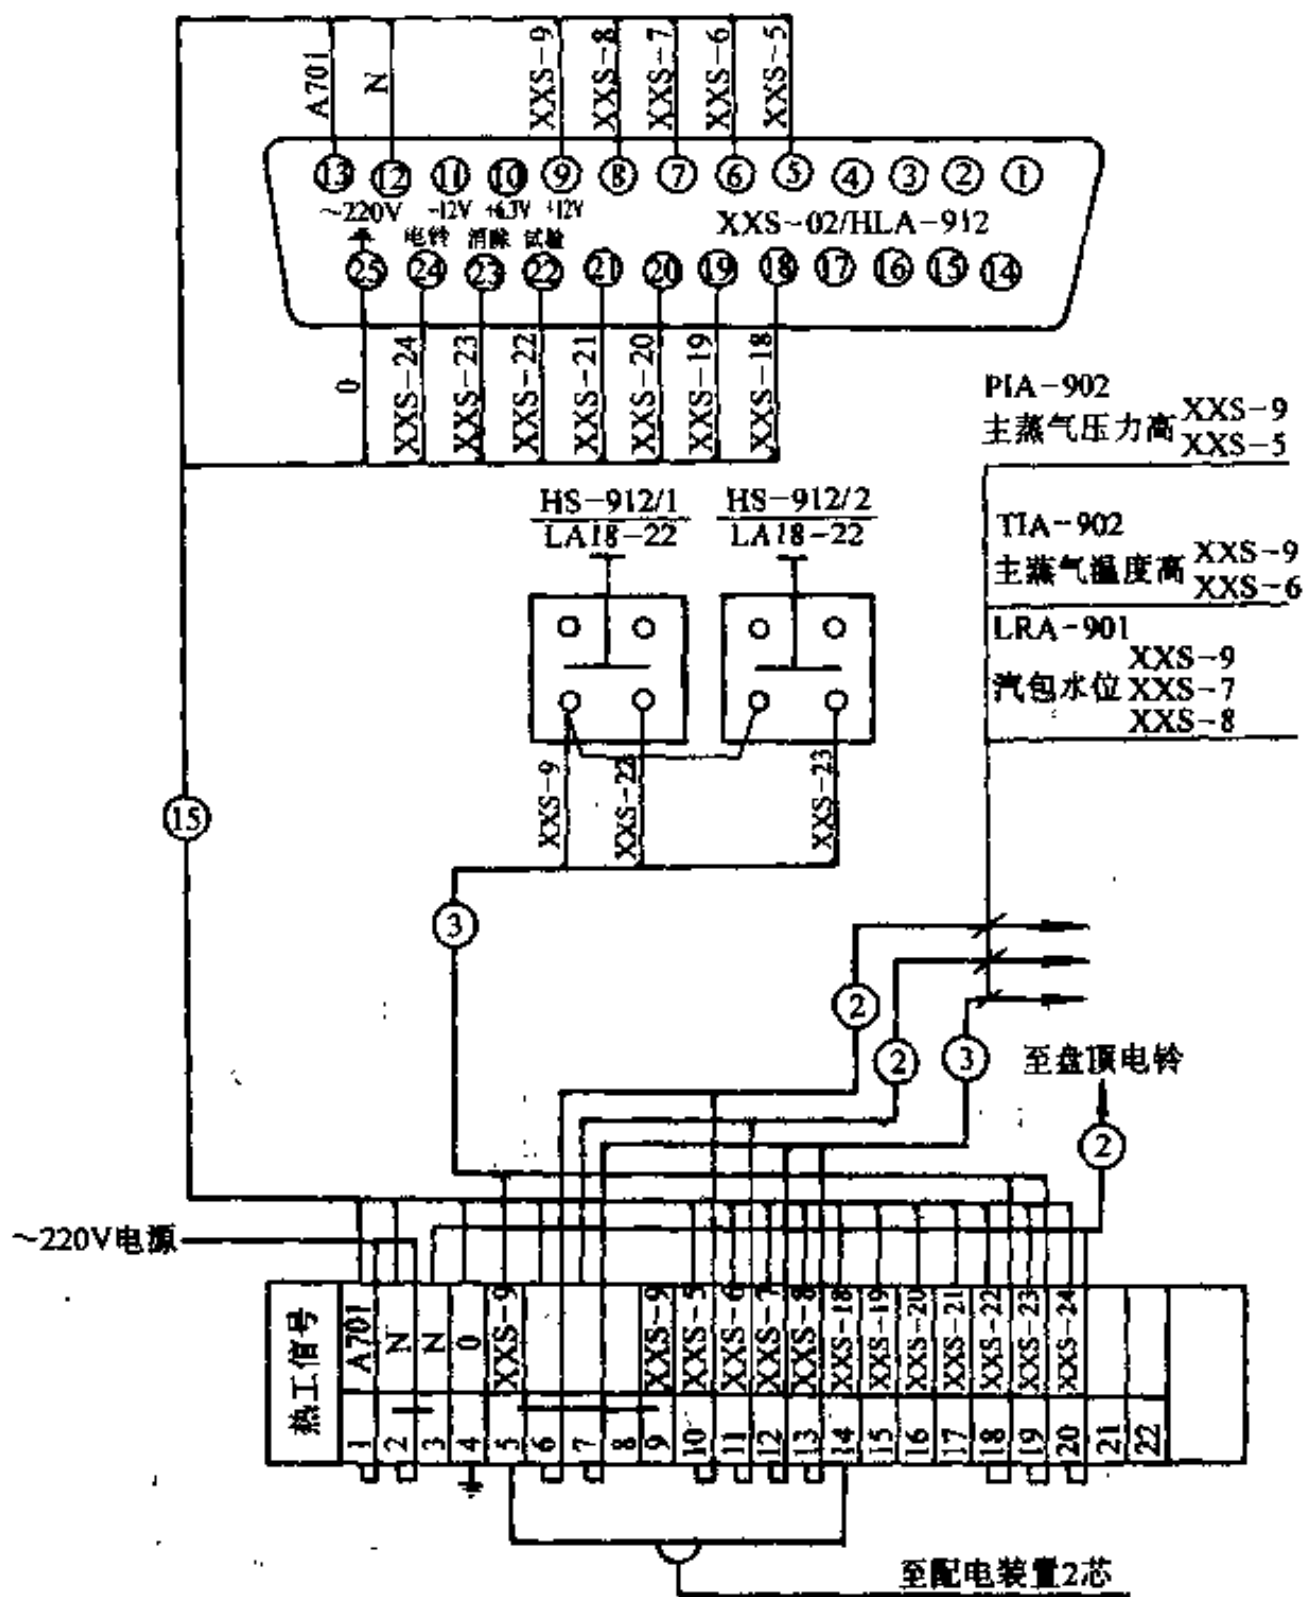 A701
N
XXS-9
XXS-8
XXS-7
XXS-6
XXS-5
13 12 11 10 9 8 7 6 5 4 3 2 1
~220V -12V +6.3V +12V
XXS-02/HLA-912
电铃 消除 试验
25 24 23 22 21 20 19 18 17 16 15 14
0
XXS-24
XXS-23
XXS-22
XXS-21
XXS-20
XXS-19
XXS-18
PIA-902
主蒸气压力高 XXS-9
XXS-5
HS-912/1
LA18-22
HS-912/2
LA18-22
TIA-902
主蒸气温度高 XXS-9
XXS-6
LRA-901
XXS-9
汽包水位 XXS-7
XXS-8
XXS-9
XXS-22
XXS-23
15
3
2
2
3
至盘顶电铃
2
~220V电源
热工信号
A701
N
N
0
XXS-9
XXS-9
XXS-5
XXS-6
XXS-7
XXS-8
XXS-18
XXS-19
XXS-20
XXS-21
XXS-22
XXS-23
XXS-24
1 2 3 4 5 6 7 8 9 10 11 12 13 14 15 16 17 18 19 20 21 22
至配电装置2芯